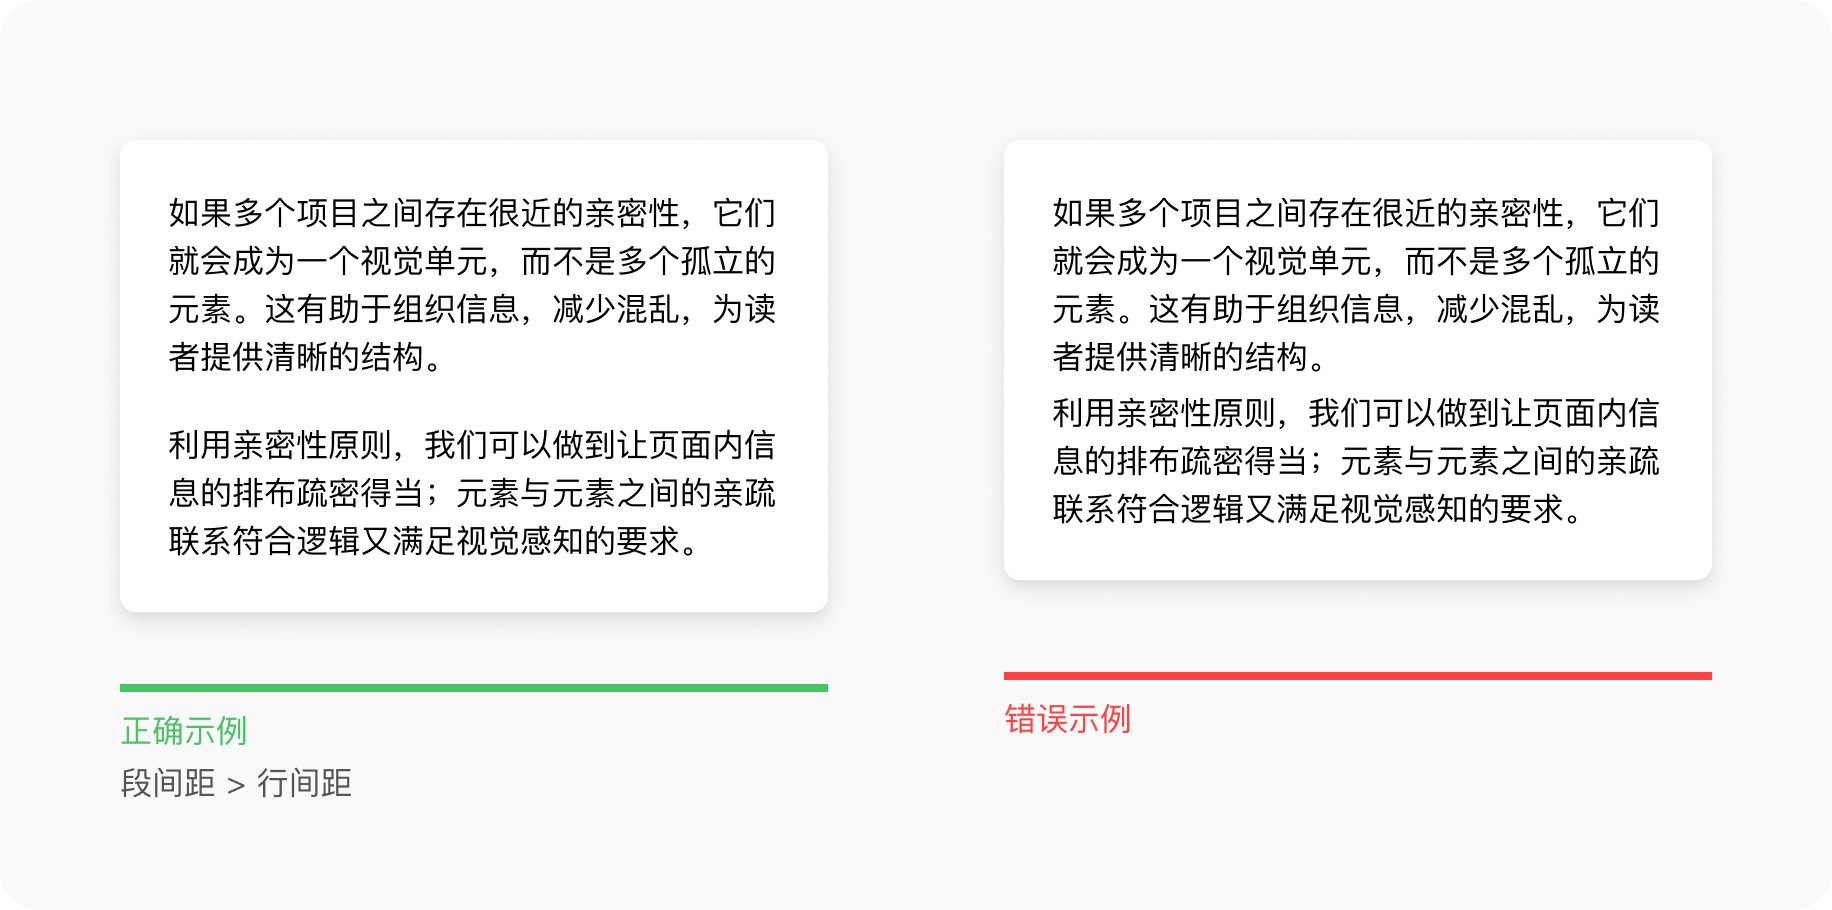 如果多个项目之间存在很近的亲密性，它们
就会成为一个视觉单元，而不是多个孤立的
元素。这有助于组织信息，减少混乱，为读
者提供清晰的结构。
利用亲密性原则，我们可以做到让页面内信
息的排布疏密得当；元素与元素之间的亲疏
联系符合逻辑又满足视觉感知的要求。
正确示例
段间距 > 行间距
如果多个项目之间存在很近的亲密性，它们
就会成为一个视觉单元，而不是多个孤立的
元素。这有助于组织信息，减少混乱，为读
者提供清晰的结构。
利用亲密性原则，我们可以做到让页面内信
息的排布疏密得当；元素与元素之间的亲疏
联系符合逻辑又满足视觉感知的要求。
错误示例